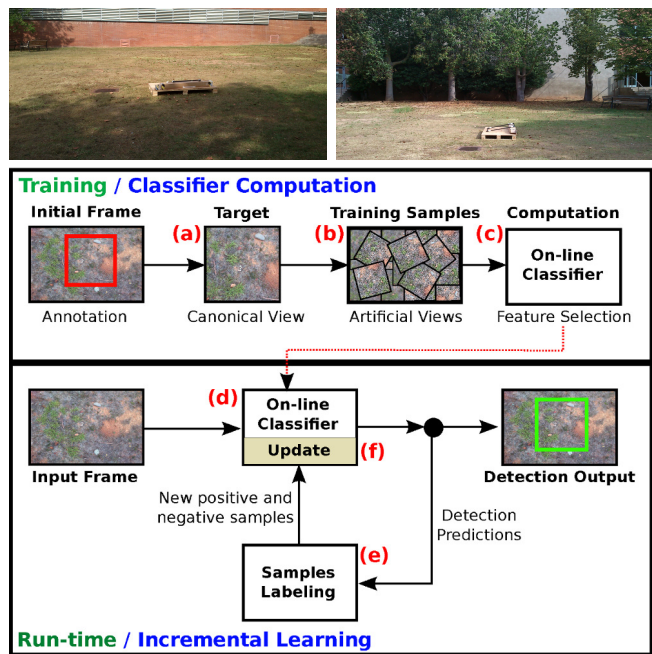 Training / Classifier Computation
Initial Frame
Target
Training Samples
Computation
(a)
(b)
(c)
On-line
Classifier
Annotation
Canonical View
Artificial Views
Feature Selection
(d)
On-line
Classifier
Update
(f)
Input Frame
Detection Output
New positive and
negative samples
Detection
Predictions
(e)
Samples
Labeling
Run-time / Incremental Learning